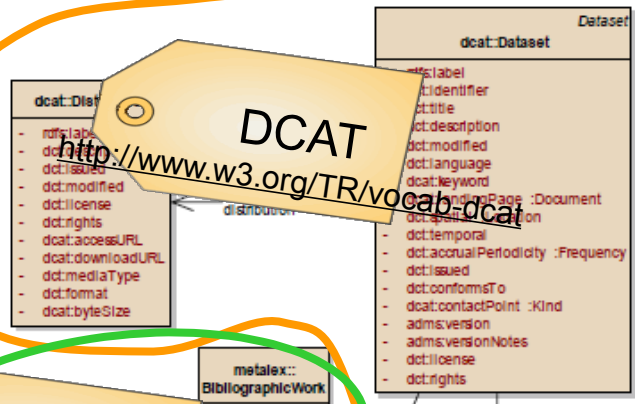 Dataset
dcat::Dataset
rdfs:label
dct:identifier
dct:title
dct:description
dct:modified
dct:language
dcat:keyword
:Document
dct:temporal
dct:accrualPeriodicity :Frequency
dct:issued
dct:conformsTo
dcat:contactPoint :Kind
adms:version
adms:versionNotes
dct:license
dct:rights
DCAT
http://www.w3.org/TR/vocab-dcat
dct:issued
dct:modified
dct:license
dct:rights
dcat:accessURL
dcat:downloadURL
dct:mediaType
dct:format
dcat:byteSize
distribution
metalex::
BibliographicWork